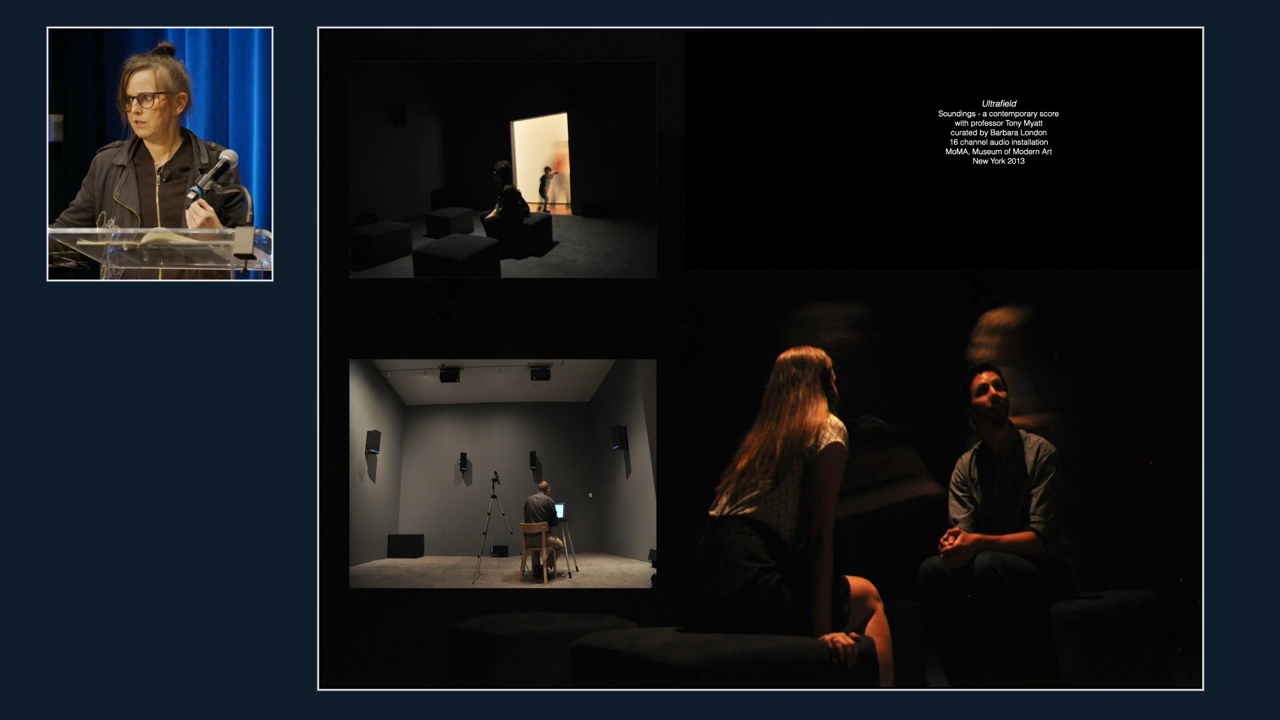 Ultrafield
Soundings - a contemporary score
with professor Tony Myatt
curated by Barbara London
16 channel audio installation
MoMA, Museum of Modern Art
New York 2013